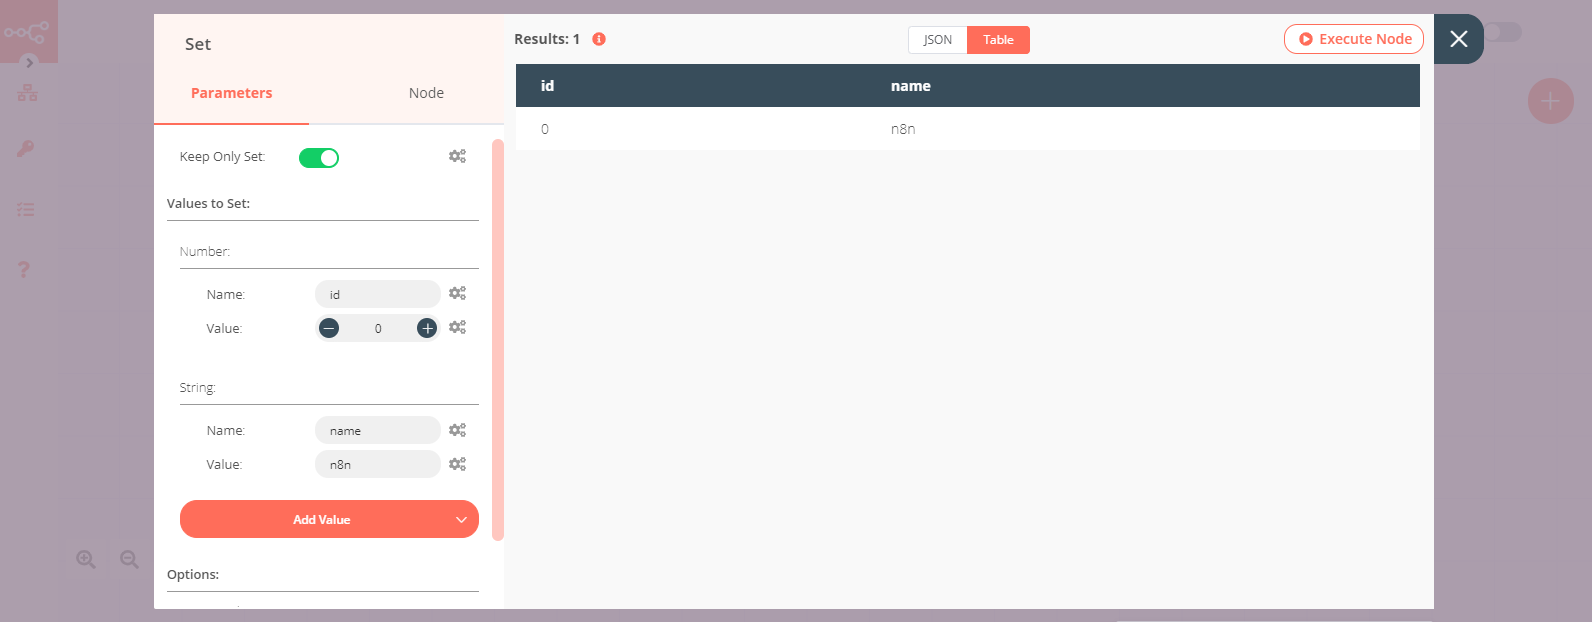 Set
Parameters
Node
Keep Only Set:
Values to Set:
Number:
Name:
id
Value:
0
String:
Name:
name
Value:
n8n
Add Value
Options:
Results: 1
JSON
Table
Execute Node
id
name
0
n8n